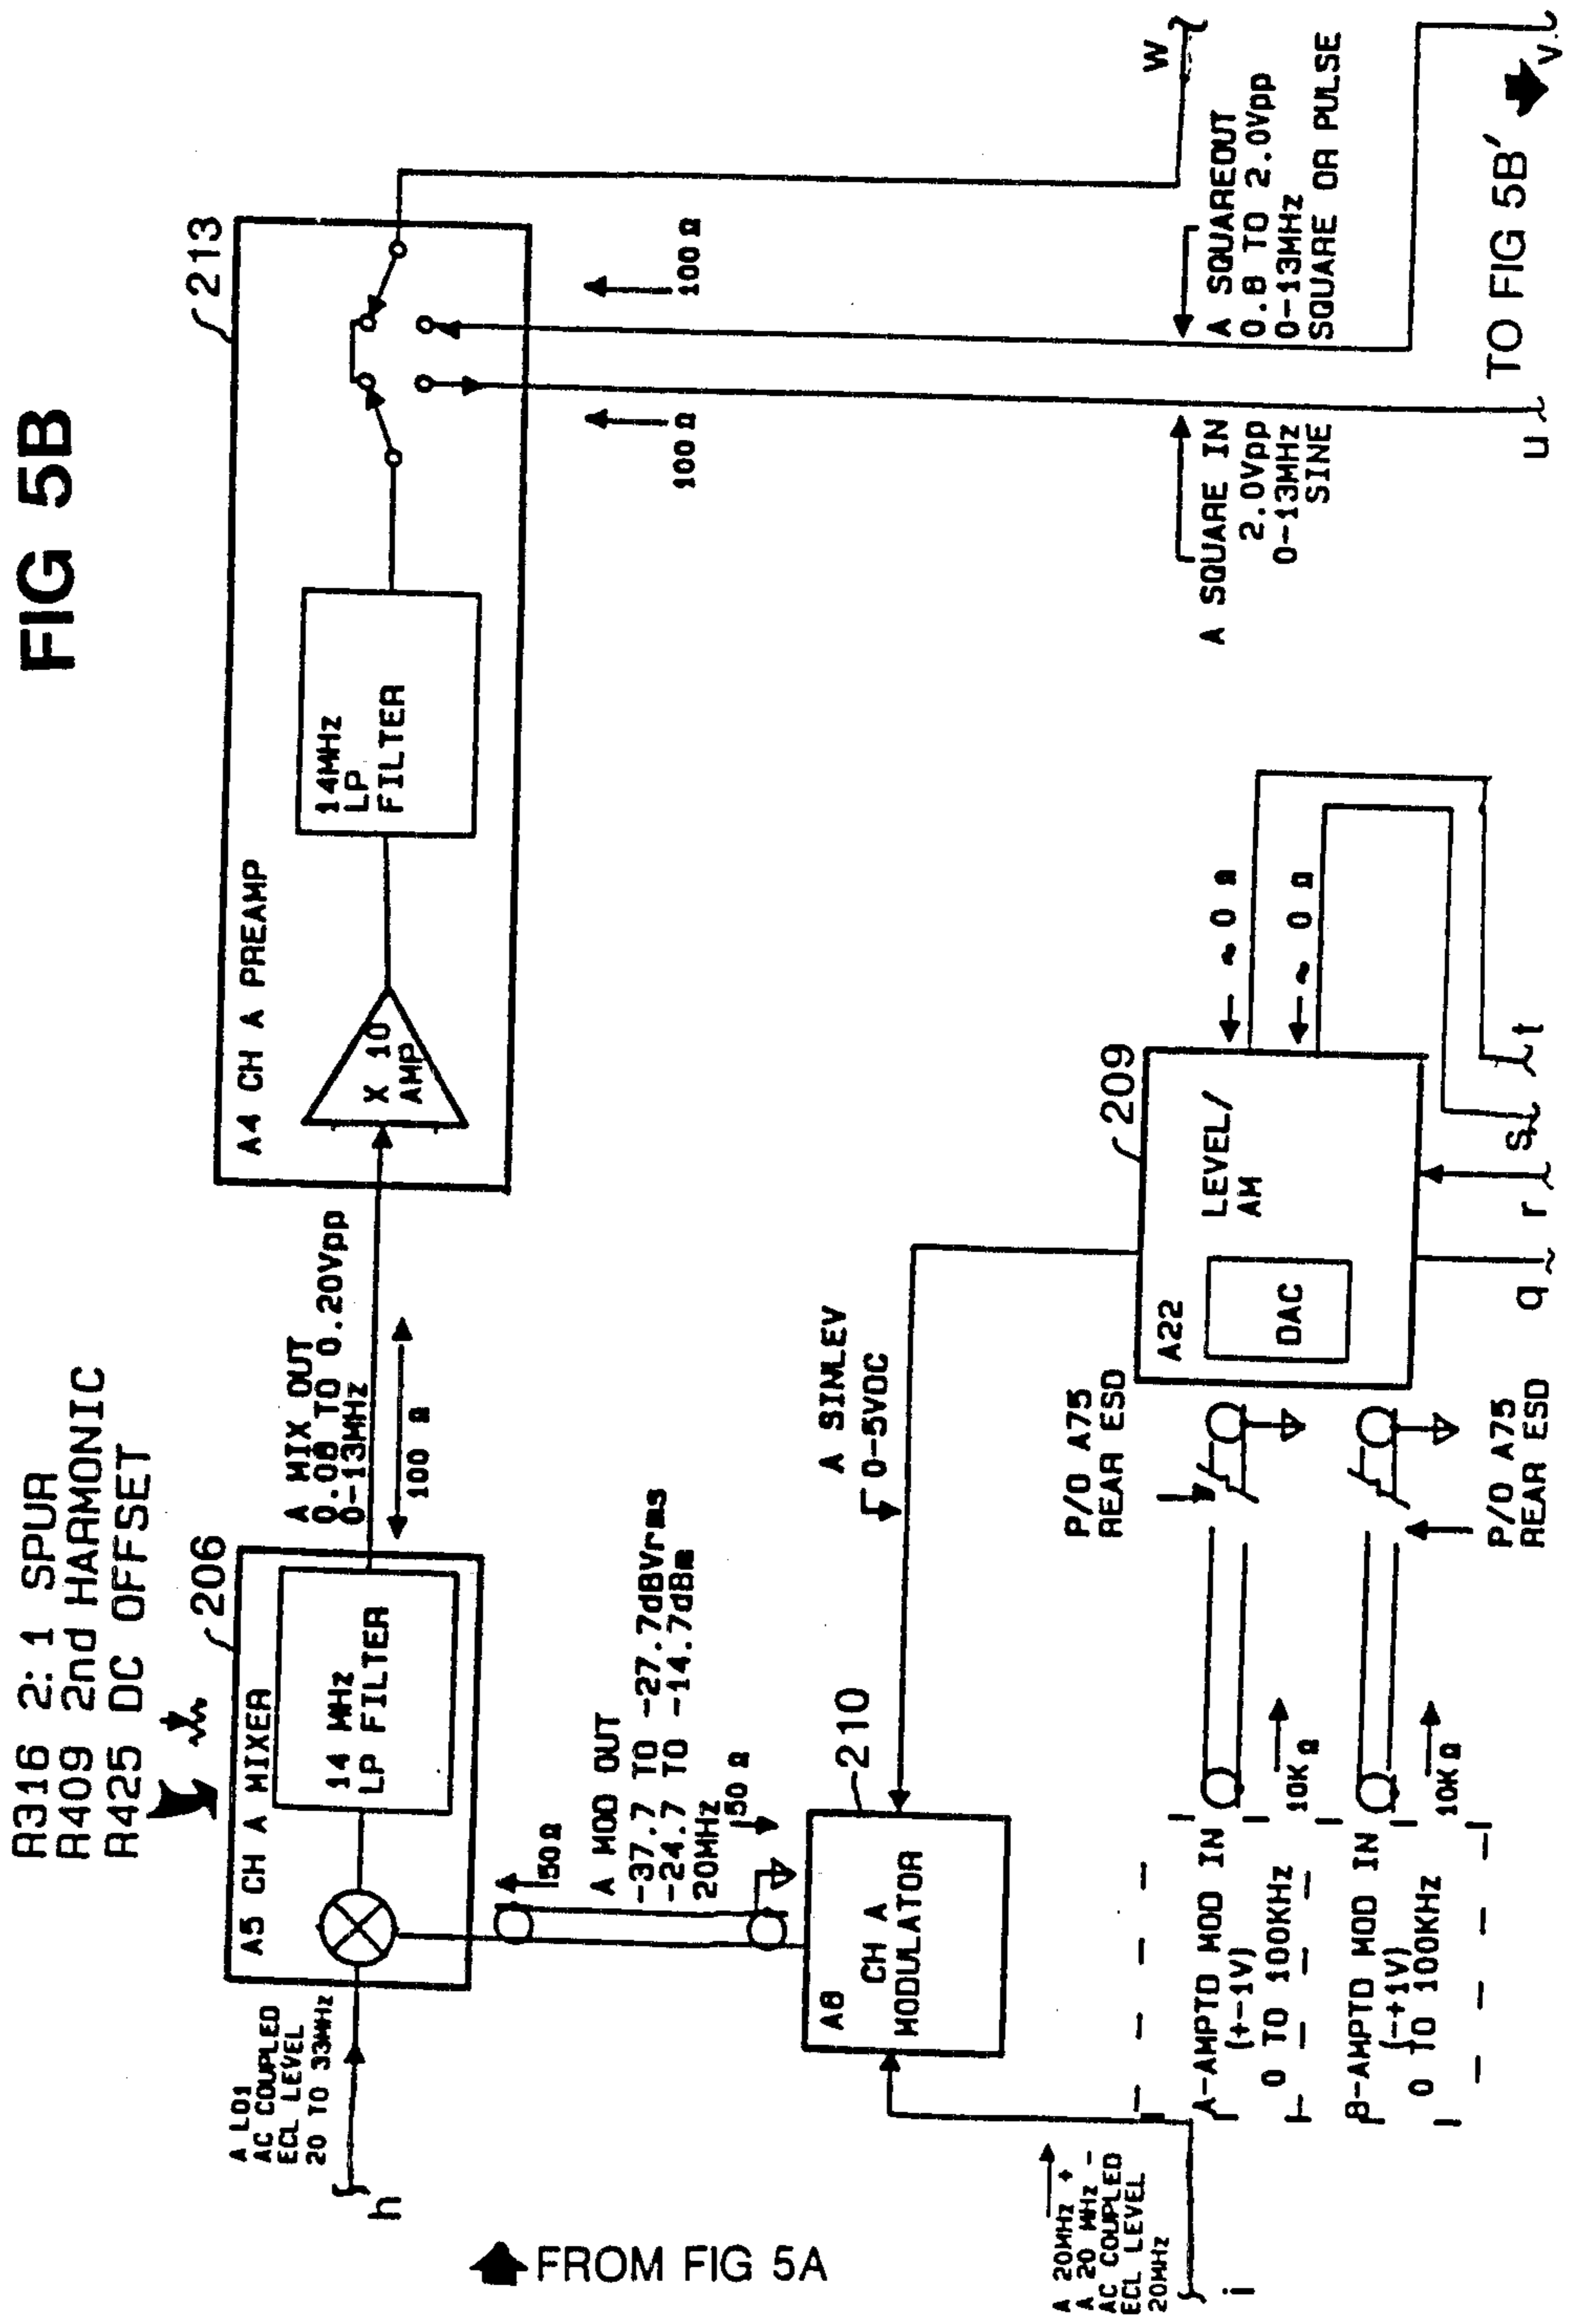 FIG 5B
R316 2:1 SPUR
R409 2nd HARMONIC
R425 DC OFFSET
206
A5 CH A MIXER
14 MHz
LP FILTER
A LO1
AC COUPLED
ECL LEVEL
20 TO 33MHz
h
FROM FIG 5A
A MIX OUT
0.08 TO 0.20Vpp
0-13MHz
100 Ω
213
A4 CH A PREAMP
X 10
AMP
14MHz
LP
FILTER
100 Ω
100 Ω
W
A SQUARE IN
2.0Vpp
0-13MHz
SINE
A SQUAREOUT
0.8 TO 2.0Vpp
0-13MHz
SQUARE OR PULSE
u
TO FIG 5B'
v
50 Ω
A MOD OUT
-37.7 TO -27.7dBVrms
-24.7 TO -14.7dBm
20MHz
50 Ω
210
A8
CH A
MODULATOR
A SINLEV
0-5VDC
209
A22
LEVEL/
AM
DAC
~ 0 Ω
~ 0 Ω
q
r
s
t
P/O A75
REAR ESD
P/O A75
REAR ESD
A-AMPTD MOD IN
(+-1V)
0 TO 100KHz
10K Ω
B-AMPTD MOD IN
(-+1V)
0 TO 100KHz
10K Ω
A 20MHz +
A 20 MHz -
AC COUPLED
ECL LEVEL
20MHz
i